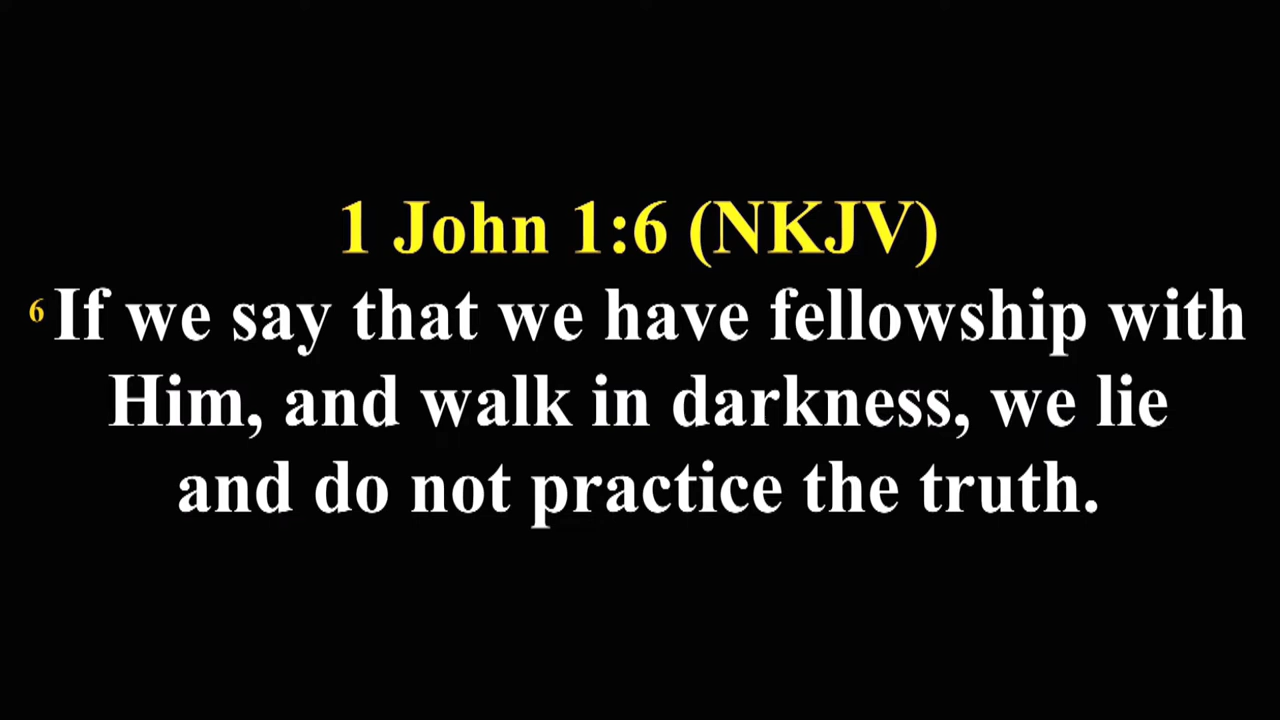 1 John 1:6 (NKJV)
6 If we say that we have fellowship with
Him, and walk in darkness, we lie
and do not practice the truth.